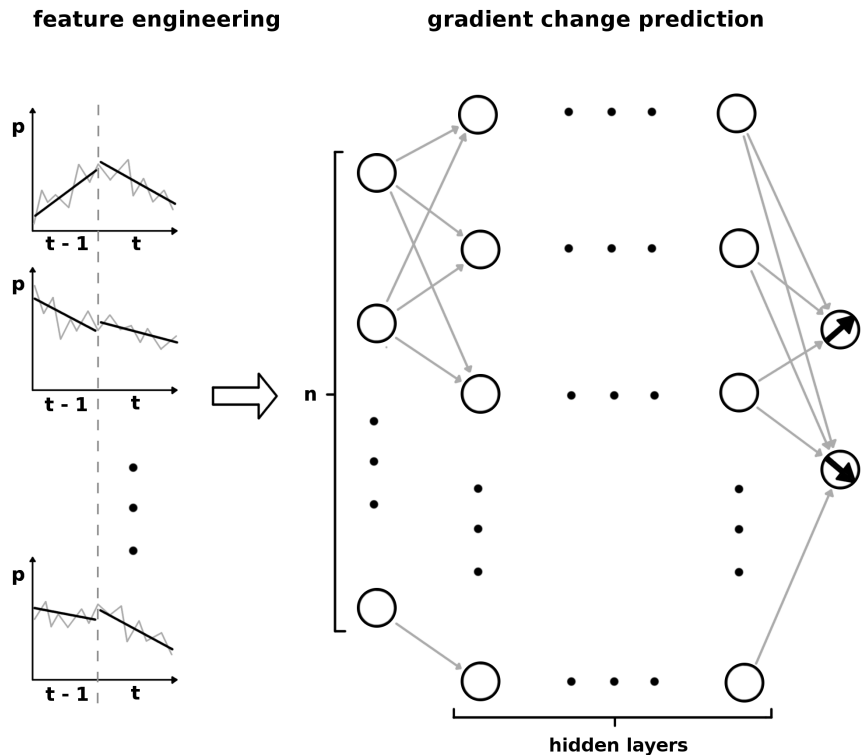 feature engineering
gradient change prediction
p
t - 1 t
p
t - 1 t
n
p
t - 1 t
hidden layers